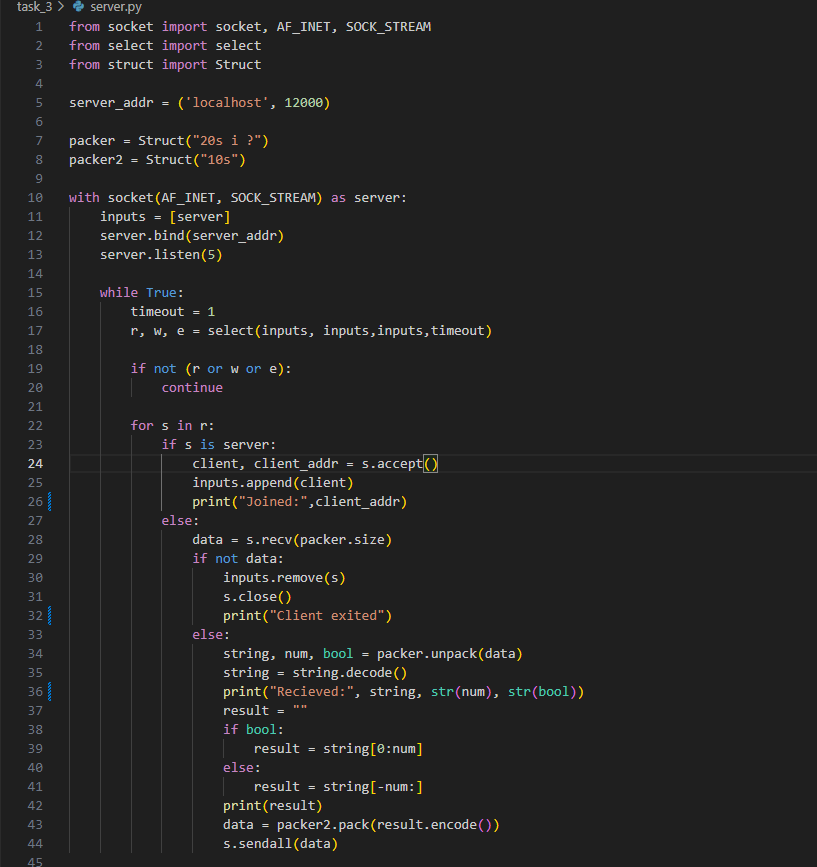 task_3 > server.py
1 from socket import socket, AF_INET, SOCK_STREAM
2 from select import select
3 from struct import Struct
4
5 server_addr = ('localhost', 12000)
6
7 packer = Struct("20s i ?")
8 packer2 = Struct("10s")
9
10 with socket(AF_INET, SOCK_STREAM) as server:
11     inputs = [server]
12     server.bind(server_addr)
13     server.listen(5)
14
15     while True:
16         timeout = 1
17         r, w, e = select(inputs, inputs,inputs,timeout)
18
19         if not (r or w or e):
20             continue
21
22         for s in r:
23             if s is server:
24                 client, client_addr = s.accept()
25                 inputs.append(client)
26                 print("Joined:",client_addr)
27             else:
28                 data = s.recv(packer.size)
29                 if not data:
30                     inputs.remove(s)
31                     s.close()
32                     print("Client exited")
33                 else:
34                     string, num, bool = packer.unpack(data)
35                     string = string.decode()
36                     print("Recieved:", string, str(num), str(bool))
37                     result = ""
38                     if bool:
39                         result = string[0:num]
40                     else:
41                         result = string[-num:]
42                     print(result)
43                     data = packer2.pack(result.encode())
44                     s.sendall(data)
45